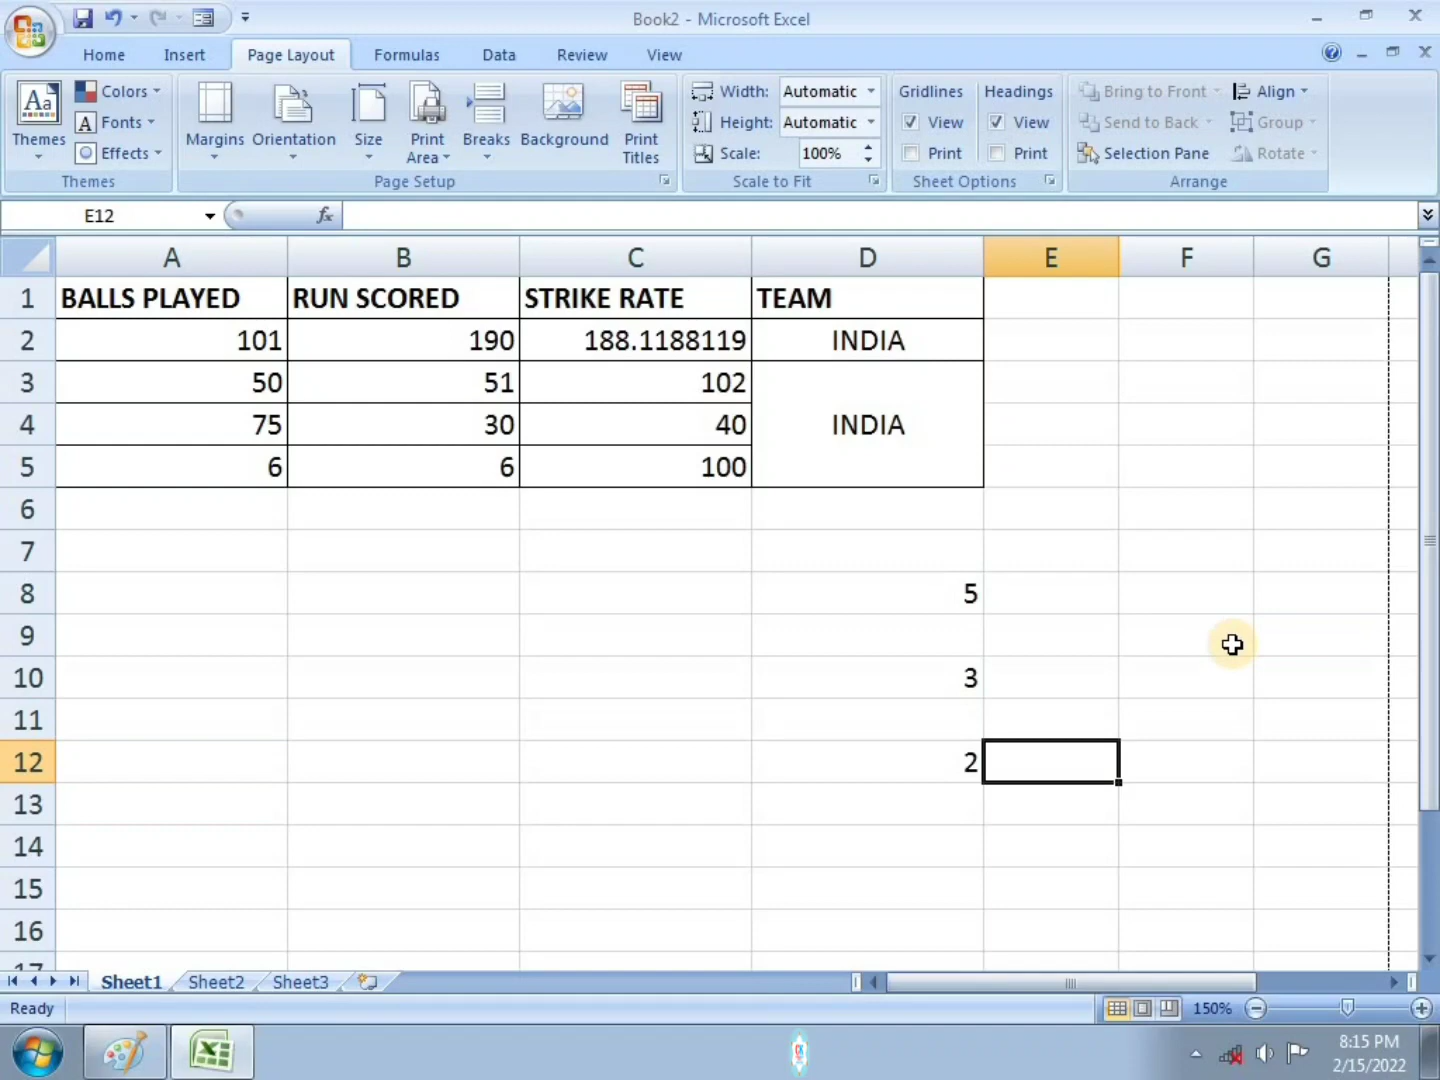 Book2 - Microsoft Excel
Home Insert Page Layout Formulas Data Review View
Aa Colors Width: Automatic Gridlines Headings Bring to Front Align
A Fonts Height: Automatic View View Send to Back Group
Themes Effects Margins Orientation Size Print Area Breaks Background Print Titles Scale: 100% Print Print Selection Pane Rotate
Themes Page Setup Scale to Fit Sheet Options Arrange
E12 fx
A B C D E F G
1 BALLS PLAYED RUN SCORED STRIKE RATE TEAM
2 101 190 188.1188119 INDIA
3 50 51 102
4 75 30 40 INDIA
5 6 6 100
6
7
8 5
9
10 3
11
12 2
13
14
15
16
17
Sheet1 Sheet2 Sheet3
Ready 150%
8:15 PM
2/15/2022